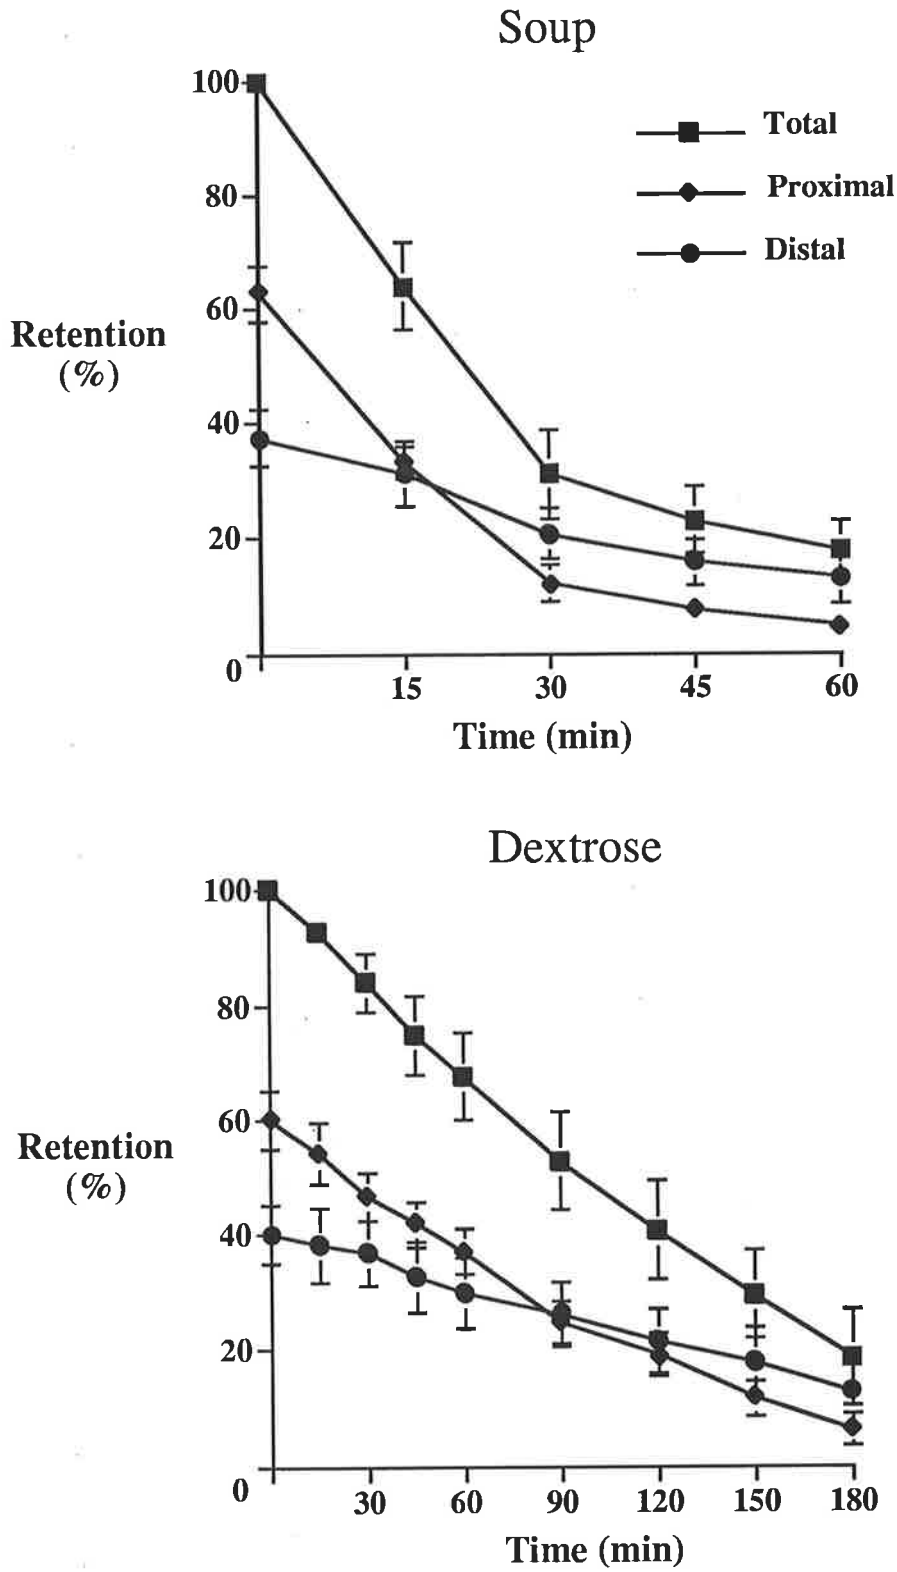 Soup
100
80
60
40
20
0
Retention
(%)
Total
Proximal
Distal
15 30 45 60
Time (min)
Dextrose
100
80
60
40
20
0
Retention
(%)
30 60 90 120 150 180
Time (min)